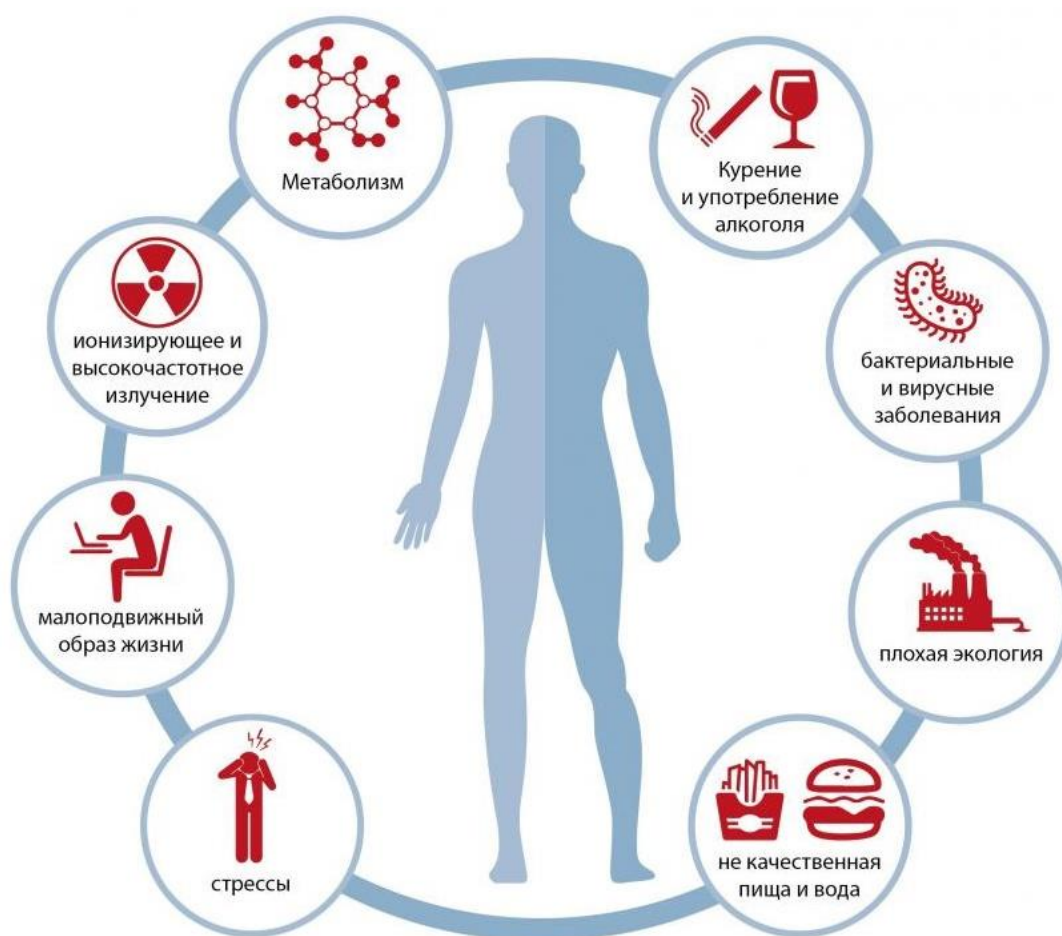 Метаболизм
Курение
и употребление
алкоголя
ионизирующее и
высокочастотное
излучение
бактериальные
и вирусные
заболевания
малоподвижный
образ жизни
плохая экология
стрессы
не качественная
пища и вода